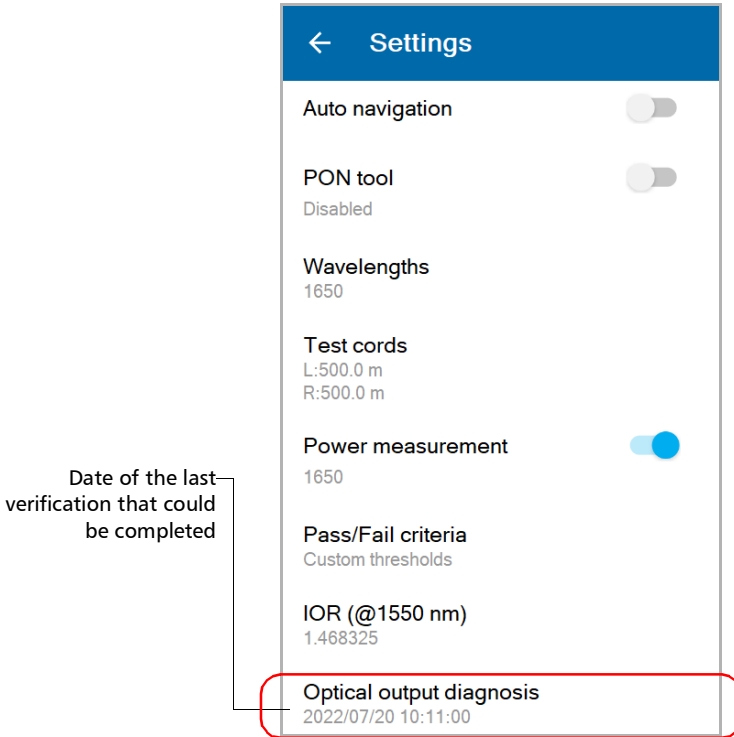 Settings
Auto navigation
PON tool
Disabled
Wavelengths
1650
Test cords
L:500.0 m
R:500.0 m
Power measurement
1650
Pass/Fail criteria
Custom thresholds
IOR (@1550 nm)
1.468325
Optical output diagnosis
2022/07/20 10:11:00
Date of the last
verification that could
be completed